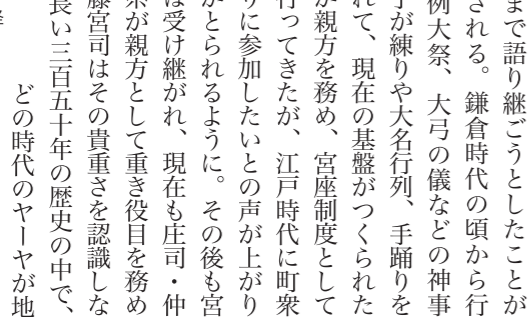 まで語り継ごうとしたことが
される。鎌倉時代の頃から行
例大祭、大弓の儀などの神事
が練りや大名行列、手踊りを
れて、現在の基盤がつくられた
が親方を務め、宮座制度として
行ってきたが、江戸時代に町衆
りに参加したいとの声が上がり
がとられるように。その後も宮
は受け継がれ、現在も庄司・仲
が親方として重き役目を務め
藤宮司はその貴重さを認識しな
長い三百五十年の歴史の中で、
どの時代のヤーヤが地